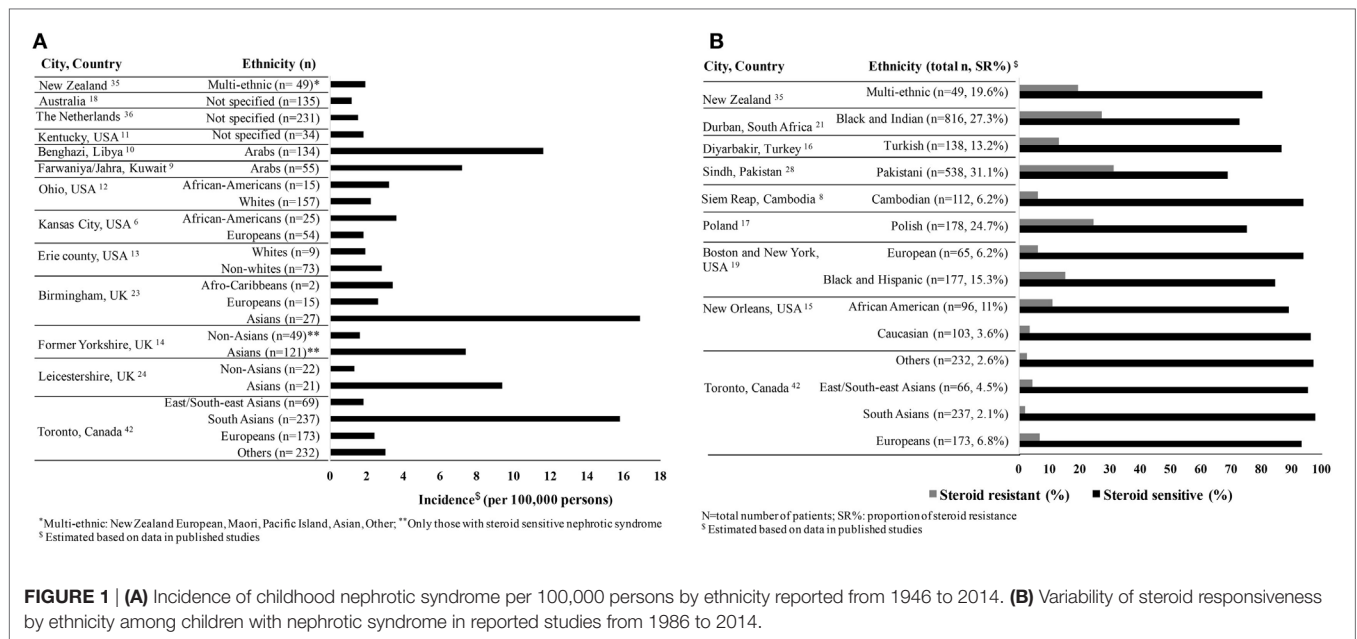 A
City, Country Ethnicity (n)
New Zealand 35 Multi-ethnic (n= 49)*
Australia 18 Not specified (n=135)
The Netherlands 36 Not specified (n=231)
Kentucky, USA 11 Not specified (n=34)
Benghazi, Libya 10 Arabs (n=134)
Farwaniya/Jahra, Kuwait 9 Arabs (n=55)
Ohio, USA 12 African-Americans (n=15)
Whites (n=157)
Kansas City, USA 6 African-Americans (n=25)
Europeans (n=54)
Erie county, USA 13 Whites (n=9)
Non-whites (n=73)
Birmingham, UK 23 Afro-Caribbeans (n=2)
Europeans (n=15)
Asians (n=27)
Former Yorkshire, UK 14 Non-Asians (n=49)**
Asians (n=121)**
Leicestershire, UK 24 Non-Asians (n=22)
Asians (n=21)
Toronto, Canada 42 East/South-east Asians (n=69)
South Asians (n=237)
Europeans (n=173)
Others (n= 232)
0 2 4 6 8 10 12 14 16 18
Incidence$ (per 100,000 persons)
*Multi-ethnic: New Zealand European, Maori, Pacific Island, Asian, Other; **Only those with steroid sensitive nephrotic syndrome
$ Estimated based on data in published studies
B
City, Country Ethnicity (total n, SR%) $
New Zealand 35 Multi-ethnic (n=49, 19.6%)
Durban, South Africa 21 Black and Indian (n=816, 27.3%)
Diyarbakir, Turkey 16 Turkish (n=138, 13.2%)
Sindh, Pakistan 28 Pakistani (n=538, 31.1%)
Siem Reap, Cambodia 8 Cambodian (n=112, 6.2%)
Poland 17 Polish (n=178, 24.7%)
Boston and New York, USA 19 European (n=65, 6.2%)
Black and Hispanic (n=177, 15.3%)
New Orleans, USA 15 African American (n=96, 11%)
Caucasian (n=103, 3.6%)
Toronto, Canada 42 Others (n=232, 2.6%)
East/South-east Asians (n=66, 4.5%)
South Asians (n=237, 2.1%)
Europeans (n=173, 6.8%)
0 10 20 30 40 50 60 70 80 90 100
Steroid resistant (%) Steroid sensitive (%)
N=total number of patients; SR%: proportion of steroid resistance
$ Estimated based on data in published studies
FIGURE 1 | (A) Incidence of childhood nephrotic syndrome per 100,000 persons by ethnicity reported from 1946 to 2014. (B) Variability of steroid responsiveness
by ethnicity among children with nephrotic syndrome in reported studies from 1986 to 2014.